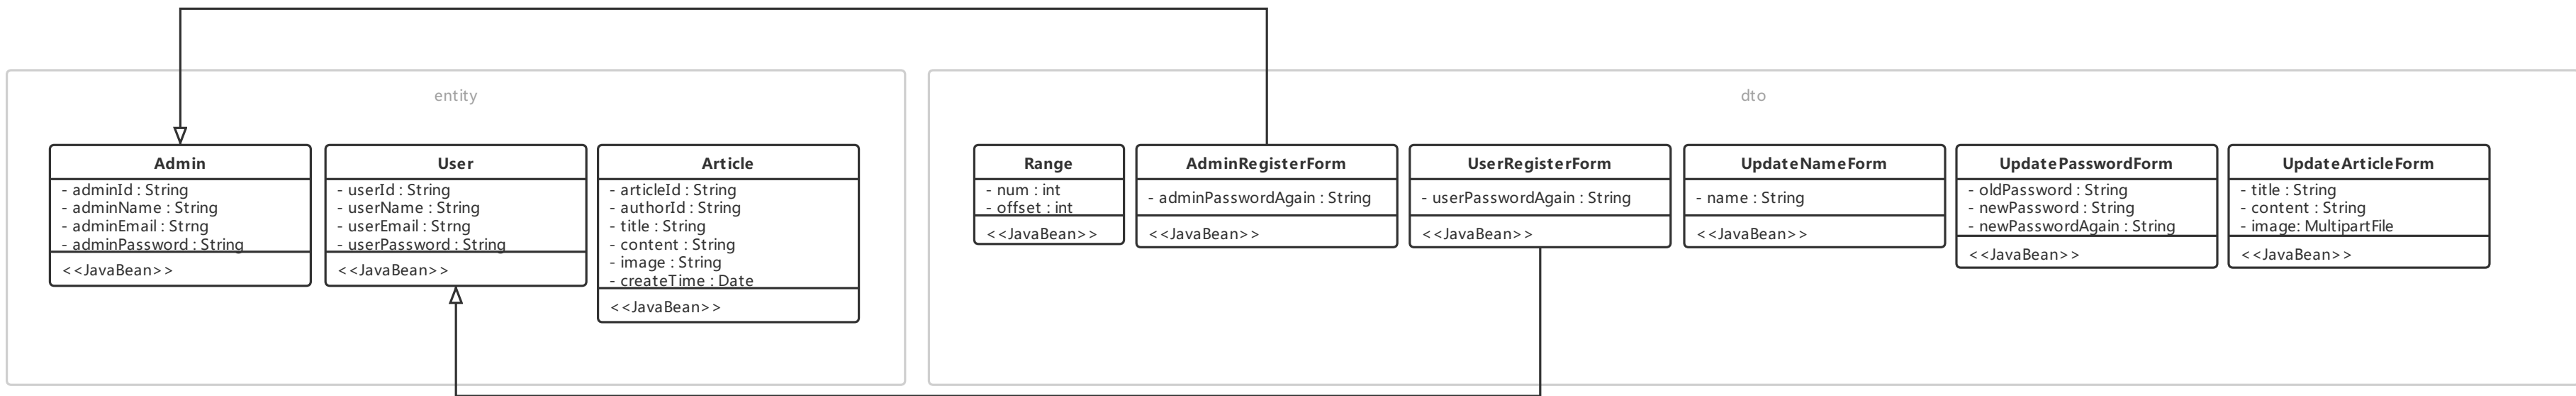 entity
Admin
- adminId : String
- adminName : String
- adminEmail : Strng
- adminPassword : String
<<JavaBean>>
User
- userId : String
- userName : String
- userEmail : Strng
- userPassword : String
<<JavaBean>>
Article
- articleId : String
- authorId : String
- title : String
- content : String
- image : String
- createTime : Date
<<JavaBean>>
dto
Range
- num : int
- offset : int
<<JavaBean>>
AdminRegisterForm
- adminPasswordAgain : String
<<JavaBean>>
UserRegisterForm
- userPasswordAgain : String
<<JavaBean>>
UpdateNameForm
- name : String
<<JavaBean>>
UpdatePasswordForm
- oldPassword : String
- newPassword : String
- newPasswordAgain : String
<<JavaBean>>
UpdateArticleForm
- title : String
- content : String
- image: MultipartFile
<<JavaBean>>